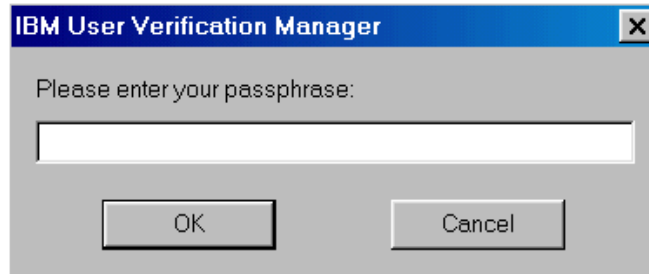 IBM User Verification Manager
Please enter your passphrase:
OK
Cancel